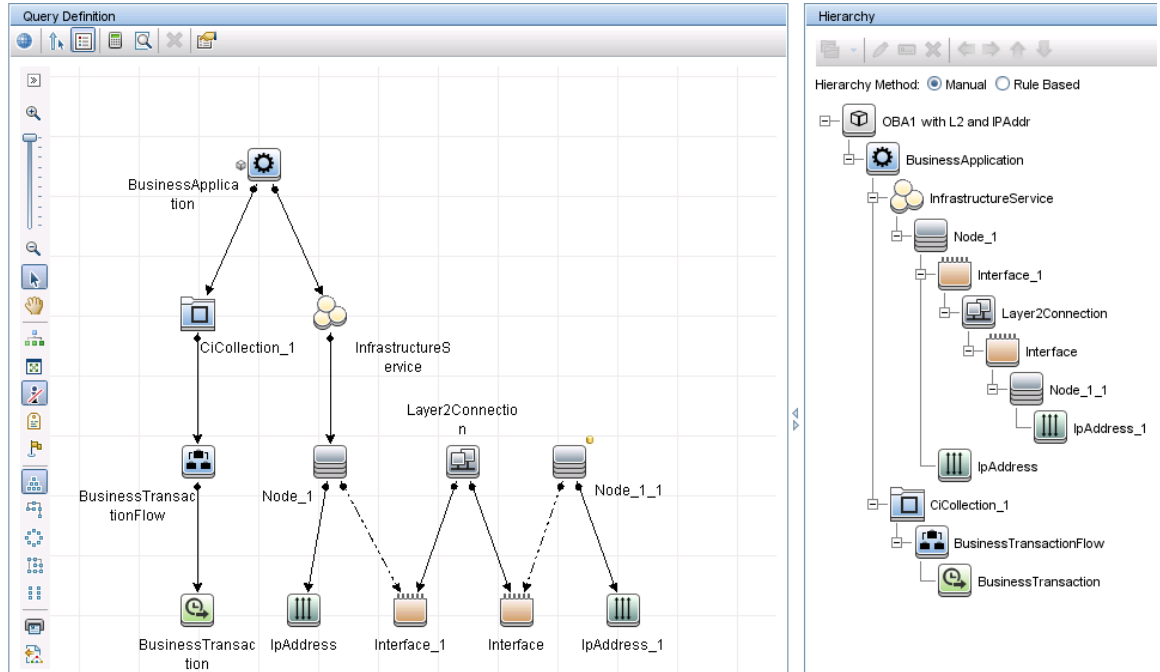 Query Definition
BusinessApplica
tion
CiCollection_1
InfrastructureS
ervice
Layer2Connectio
n
BusinessTransac
tionFlow
Node_1
Node_1_1
BusinessTransac
tion
IpAddress
Interface_1
Interface
IpAddress_1
Hierarchy
Hierarchy Method: Manual Rule Based
OBA1 with L2 and IPAddr
BusinessApplication
InfrastructureService
Node_1
Interface_1
Layer2Connection
Interface
Node_1_1
IpAddress_1
IpAddress
CiCollection_1
BusinessTransactionFlow
BusinessTransaction